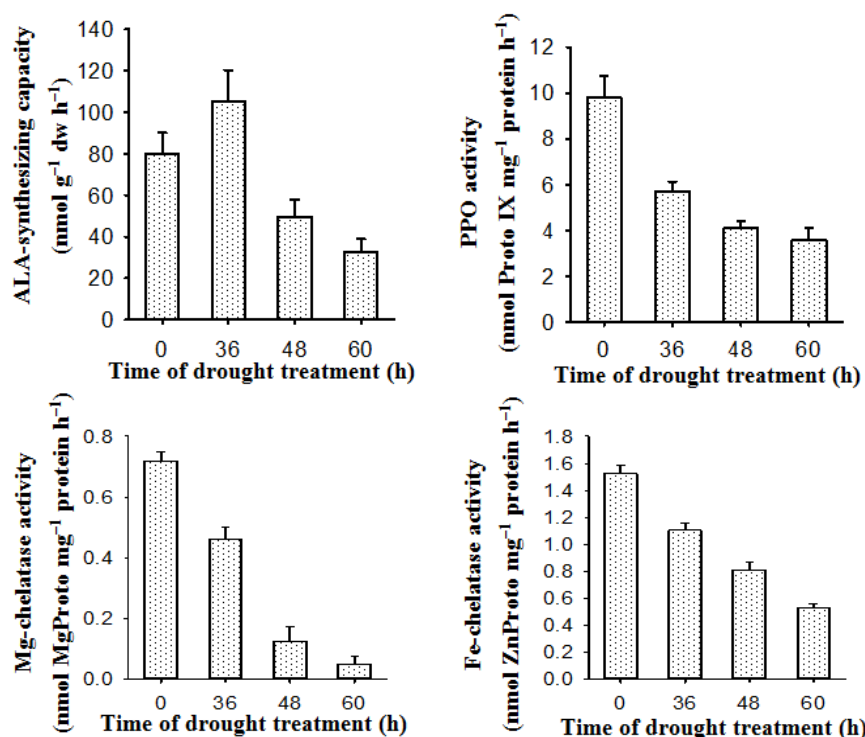 ALA-synthesizing capacity
(nmol g⁻¹ dw h⁻¹)
140
120
100
80
60
40
20
0
0 36 48 60
Time of drought treatment (h)
PPO activity
(nmol Proto IX mg⁻¹ protein h⁻¹)
12
10
8
6
4
2
0
0 36 48 60
Time of drought treatment (h)
Mg-chelatase activity
(nmol MgProto mg⁻¹ protein h⁻¹)
0.8
0.6
0.4
0.2
0.0
0 36 48 60
Time of drought treatment (h)
Fe-chelatase activity
(nmol ZnProto mg⁻¹ protein h⁻¹)
1.8
1.6
1.4
1.2
1.0
0.8
0.6
0.4
0.2
0.0
0 36 48 60
Time of drought treatment (h)